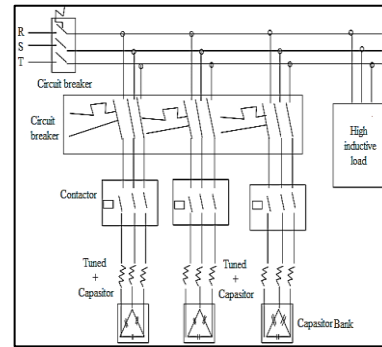 R
S
T
Circuit breaker
Circuit
breaker
High
inductive
load
Contactor
Tuned
+
Capasitor
Tuned
+
Capasitor
Capasitor Bank